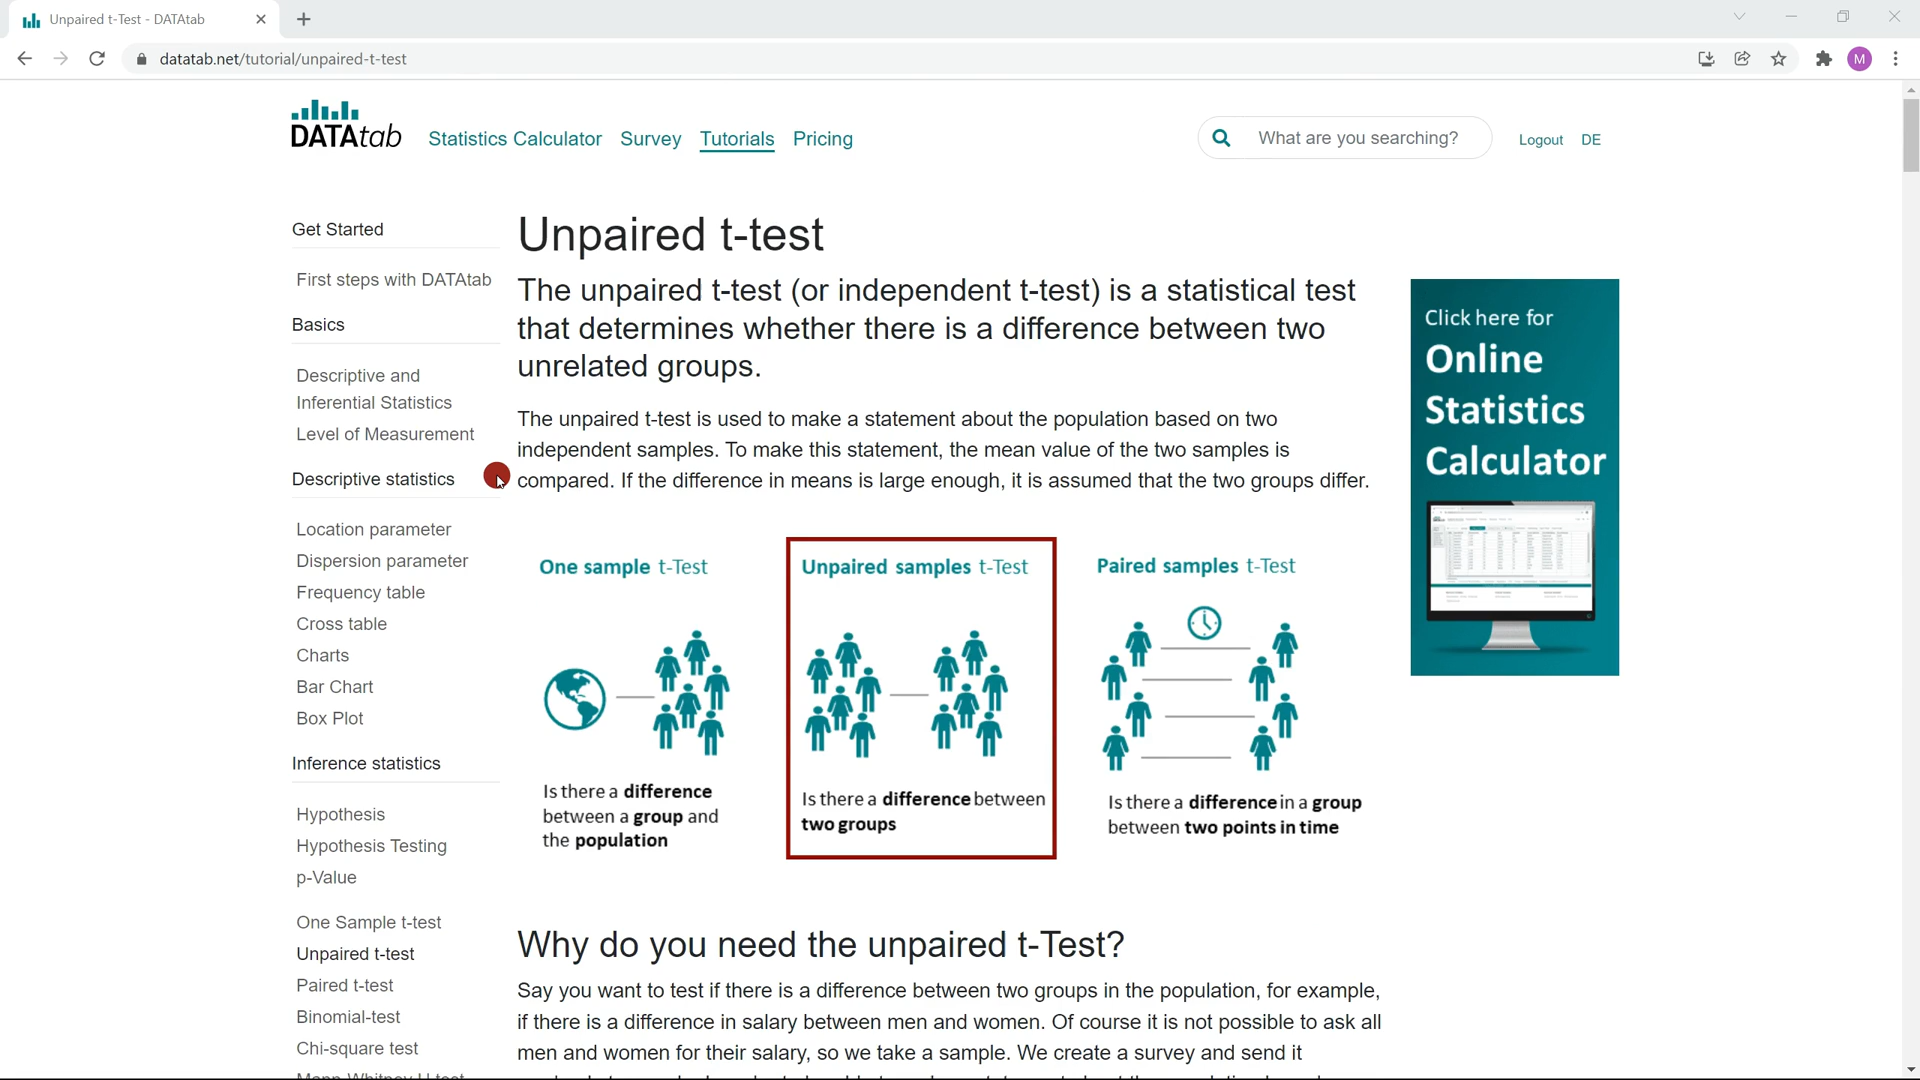 Unpaired t-Test - DATAtab
datatab.net/tutorial/unpaired-t-test
M
DATAtab
Statistics Calculator
Survey
Tutorials
Pricing
What are you searching?
Logout
DE
Get Started
First steps with DATAtab
Basics
Descriptive and
Inferential Statistics
Level of Measurement
Descriptive statistics
Location parameter
Dispersion parameter
Frequency table
Cross table
Charts
Bar Chart
Box Plot
Inference statistics
Hypothesis
Hypothesis Testing
p-Value
One Sample t-test
Unpaired t-test
Paired t-test
Binomial-test
Chi-square test
Unpaired t-test
The unpaired t-test (or independent t-test) is a statistical test
that determines whether there is a difference between two
unrelated groups.
The unpaired t-test is used to make a statement about the population based on two
independent samples. To make this statement, the mean value of the two samples is
compared. If the difference in means is large enough, it is assumed that the two groups differ.
One sample t-Test
Is there a difference
between a group and
the population
Unpaired samples t-Test
Is there a difference between
two groups
Paired samples t-Test
Is there a difference in a group
between two points in time
Why do you need the unpaired t-Test?
Say you want to test if there is a difference between two groups in the population, for example,
if there is a difference in salary between men and women. Of course it is not possible to ask all
men and women for their salary, so we take a sample. We create a survey and send it
Click here for
Online
Statistics
Calculator